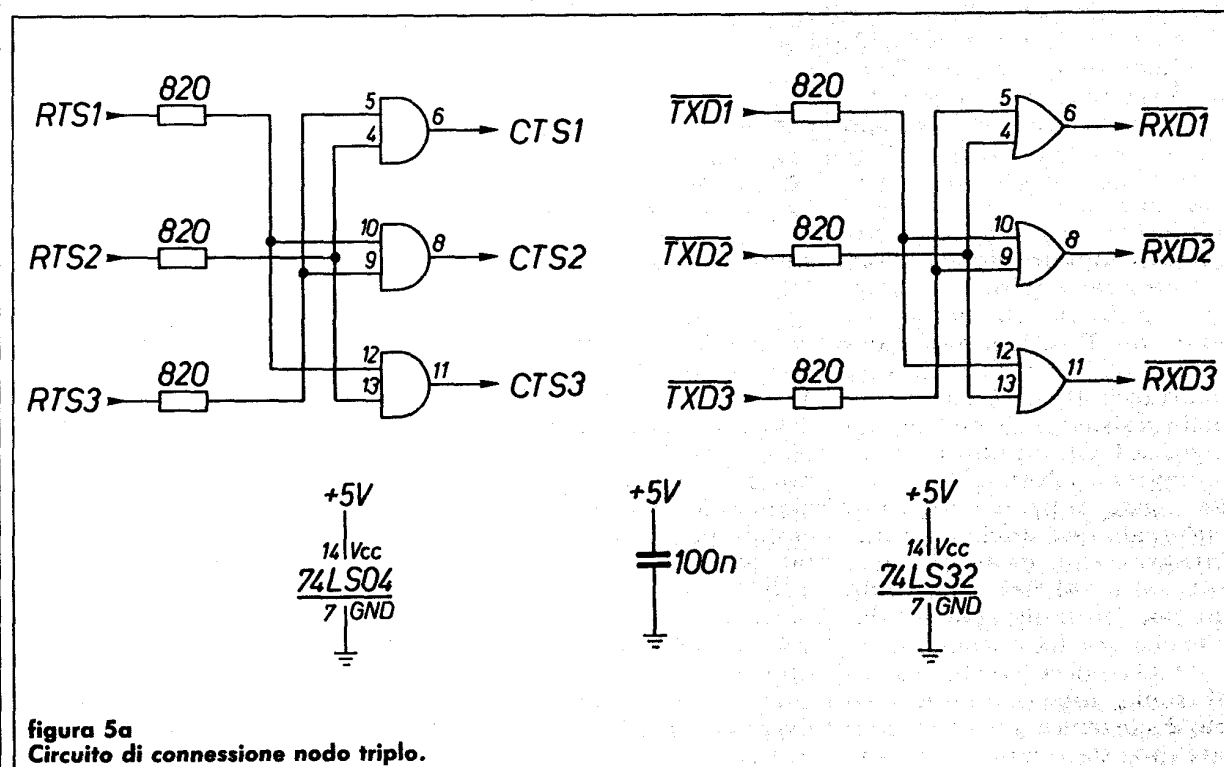 RTS1
820
5
4
6
CTS1
RTS2
820
10
9
8
CTS2
RTS3
820
12
13
11
CTS3
TXD1
820
5
4
6
RXD1
TXD2
820
10
9
8
RXD2
TXD3
820
12
13
11
RXD3
+5V
14 Vcc
74LS04
7 GND
+5V
100n
+5V
14 Vcc
74LS32
7 GND
figura 5a
Circuito di connessione nodo triplo.